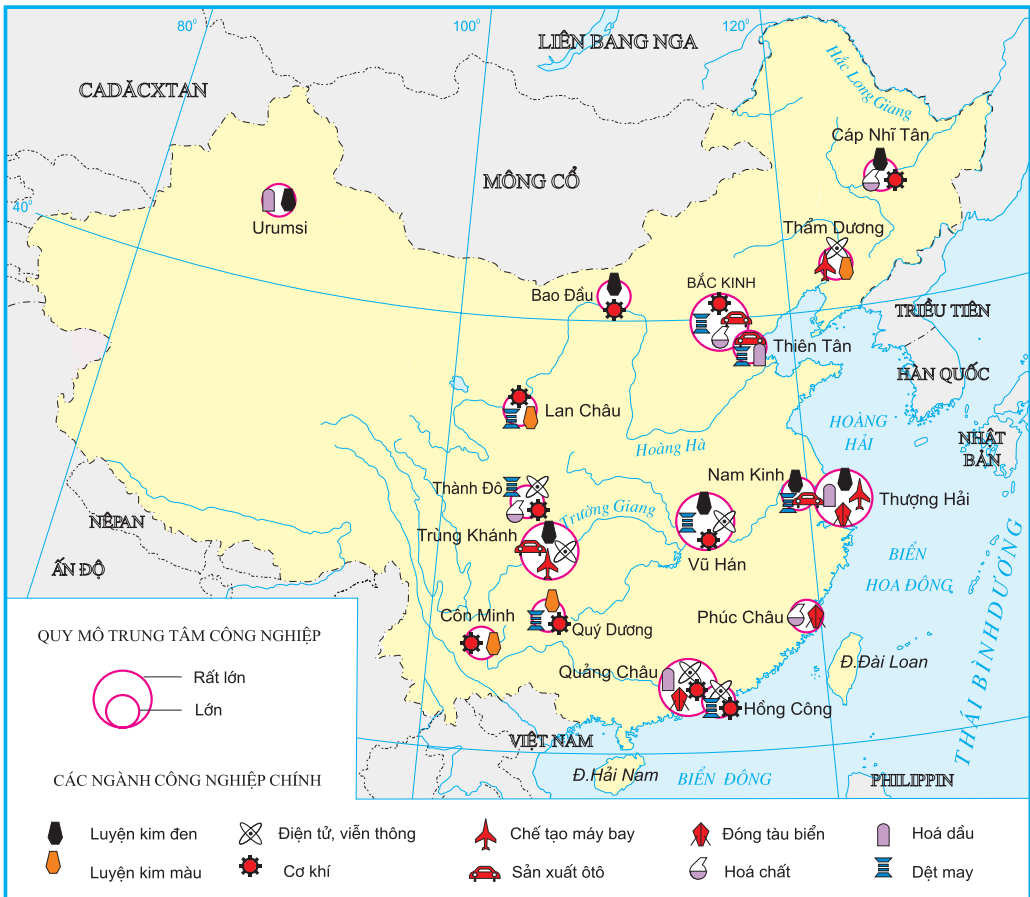 80⁰
100⁰
120⁰
LIÊN BANG NGA
CADĂCXTAN
Hắc Long Giang
Cáp Nhĩ Tân
MÔNG CỔ
40⁰
Urumsi
Thẩm Dương
Bao Đầu
BẮC KINH
TRIỀU TIÊN
Thiên Tân
HÀN QUỐC
Lan Châu
HOÀNG
HẢI
Hoàng Hà
NHẬT
BẢN
Nam Kinh
Thượng Hải
Thành Đô
Trường Giang
NÊPAN
Trùng Khánh
Vũ Hán
BIỂN
HOA ĐÔNG
ẤN ĐỘ
Côn Minh
Quý Dương
Phúc Châu
QUY MÔ TRUNG TÂM CÔNG NGHIỆP
Rất lớn
Lớn
Quảng Châu
Đ.Đài Loan
Hồng Công
THÁI BÌNH DƯƠNG
VIỆT NAM
Đ.Hải Nam
BIỂN ĐÔNG
PHILIPPIN
CÁC NGÀNH CÔNG NGHIỆP CHÍNH
Luyện kim đen
Điện tử, viễn thông
Chế tạo máy bay
Đóng tàu biển
Hoá dầu
Luyện kim màu
Cơ khí
Sản xuất ôtô
Hoá chất
Dệt may